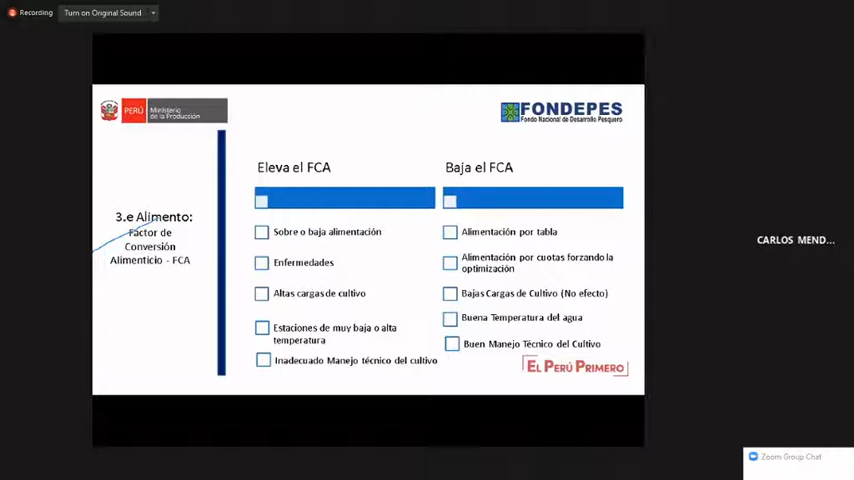 Recording
Turn on Original Sound
PERÚ
Ministerio
de la Producción
FONDEPES
Fondo Nacional de Desarrollo Pesquero
3.e Alimento:
Factor de
Conversión
Alimenticio - FCA
Eleva el FCA
Sobre o baja alimentación
Enfermedades
Altas cargas de cultivo
Estaciones de muy baja o alta
temperatura
Inadecuado Manejo técnico del cultivo
Baja el FCA
Alimentación por tabla
Alimentación por cuotas forzando la
optimización
Bajas Cargas de Cultivo (No efecto)
Buena Temperatura del agua
Buen Manejo Técnico del Cultivo
EL PERÚ PRIMERO
CARLOS MEND...
Zoom Group Chat